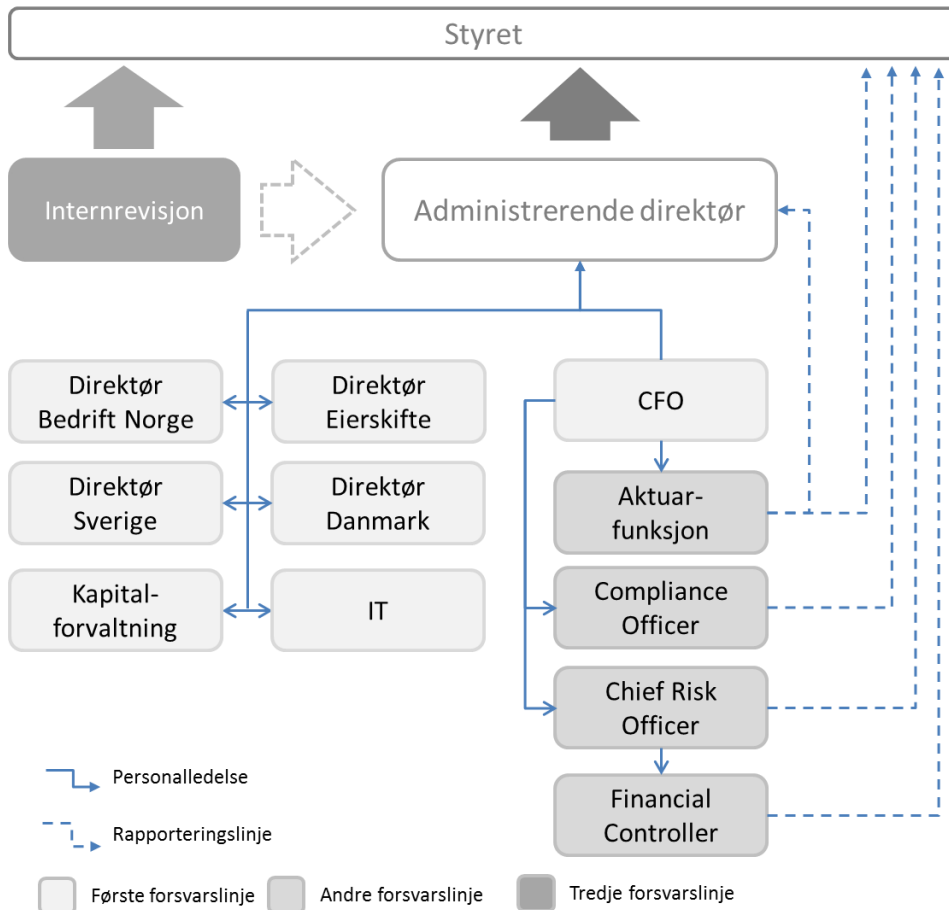 Styret
Internrevisjon
Administrerende direktør
Direktør
Bedrift Norge
Direktør
Eierskifte
CFO
Direktør
Sverige
Direktør
Danmark
Aktuar-
funksjon
Kapital-
forvaltning
IT
Compliance
Officer
Chief Risk
Officer
Financial
Controller
Personalledelse
Rapporteringslinje
Første forsvarslinje
Andre forsvarslinje
Tredje forsvarslinje